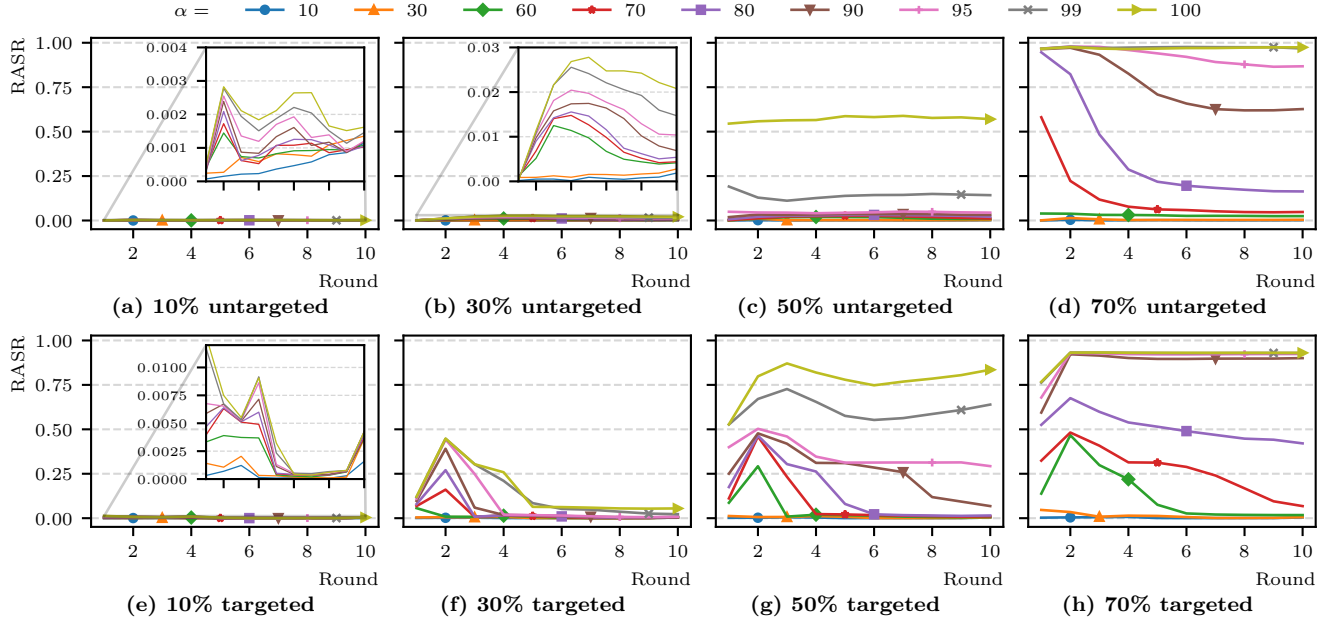 α = 10 30 60 70 80 90 95 99 100
RASR
1.00
0.75
0.50
0.25
0.00
0.004
0.003
0.002
0.001
0.000
0.03
0.02
0.01
0.00
2 4 6 8 10
2 4 6 8 10
2 4 6 8 10
2 4 6 8 10
Round
Round
Round
Round
(a) 10% untargeted
(b) 30% untargeted
(c) 50% untargeted
(d) 70% untargeted
RASR
1.00
0.75
0.50
0.25
0.00
0.0100
0.0075
0.0050
0.0025
0.0000
2 4 6 8 10
2 4 6 8 10
2 4 6 8 10
2 4 6 8 10
Round
Round
Round
Round
(e) 10% targeted
(f) 30% targeted
(g) 50% targeted
(h) 70% targeted